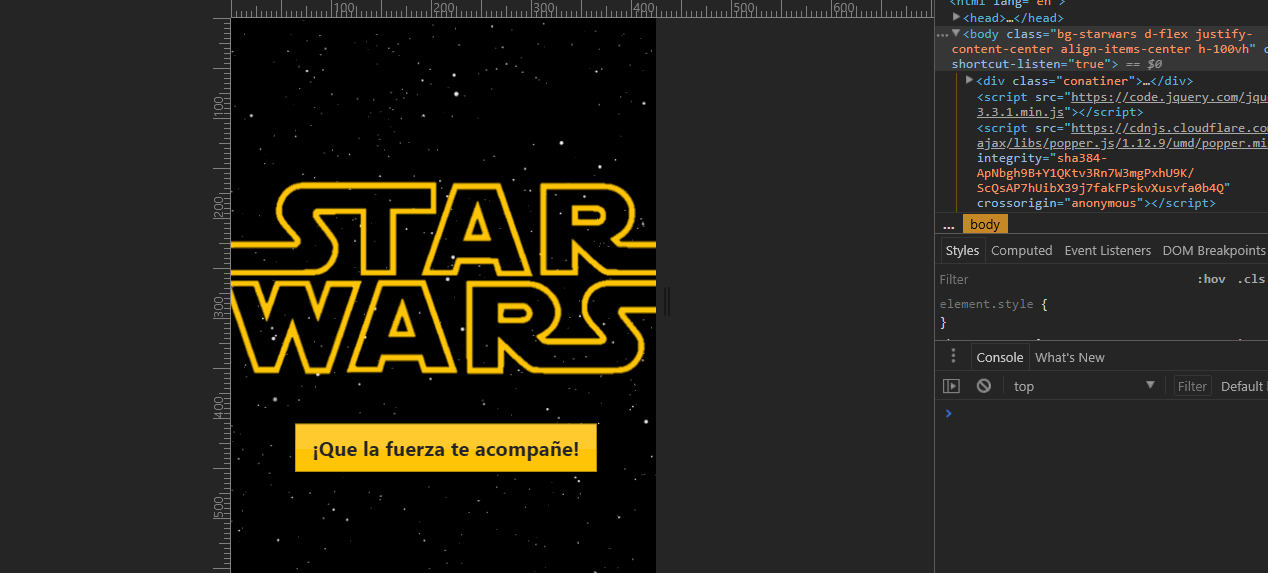 100 200 300 400 500 600
100
200
300
400
500
STAR
WARS
¡Que la fuerza te acompañe!
<html lang="en">
<head>…</head>
…<body class="bg-starwars d-flex justify-
content-center align-items-center h-100vh"
shortcut-listen="true"> == $0
<div class="conatiner">…</div>
<script src="https://code.jquery.com/jqu
3.3.1.min.js"></script>
<script src="https://cdnjs.cloudflare.co
ajax/libs/popper.js/1.12.9/umd/popper.mi
integrity="sha384-
ApNbgh9B+Y1QKtv3Rn7W3mgPxhU9K/
ScQsAP7hUibX39j7fakFPskvXusvfa0b4Q"
crossorigin="anonymous"></script>
… body
Styles Computed Event Listeners DOM Breakpoints
Filter :hov .cls
element.style {
}
Console What's New
top Filter Default